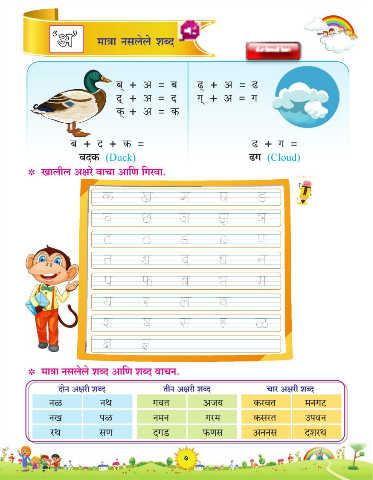 'अ' मात्रा नसलेले शब्द
ब् + अ = ब
द् + अ = द
क् + अ = क
ब + द + क =
बदक (Duck)
ढ् + अ = ढ
ग् + अ = ग
ढ + ग =
ढग (Cloud)
* खालील अक्षरे वाचा आणि गिरवा.
क ख ग घ ङ
च छ ज झ ञ
ट ठ ड ढ ण
त थ द ध न
प फ ब भ म
य र ल व
श ष स ह ळ
क्ष ज्ञ
* मात्रा नसलेले शब्द आणि शब्द वाचन.
दोन अक्षरी शब्द तीन अक्षरी शब्द चार अक्षरी शब्द
नळ नथ गवत अजय करवत मनगट
नख पळ नमन गरम कसरत उपवन
रथ सण दगड फणस अननस दशरथ